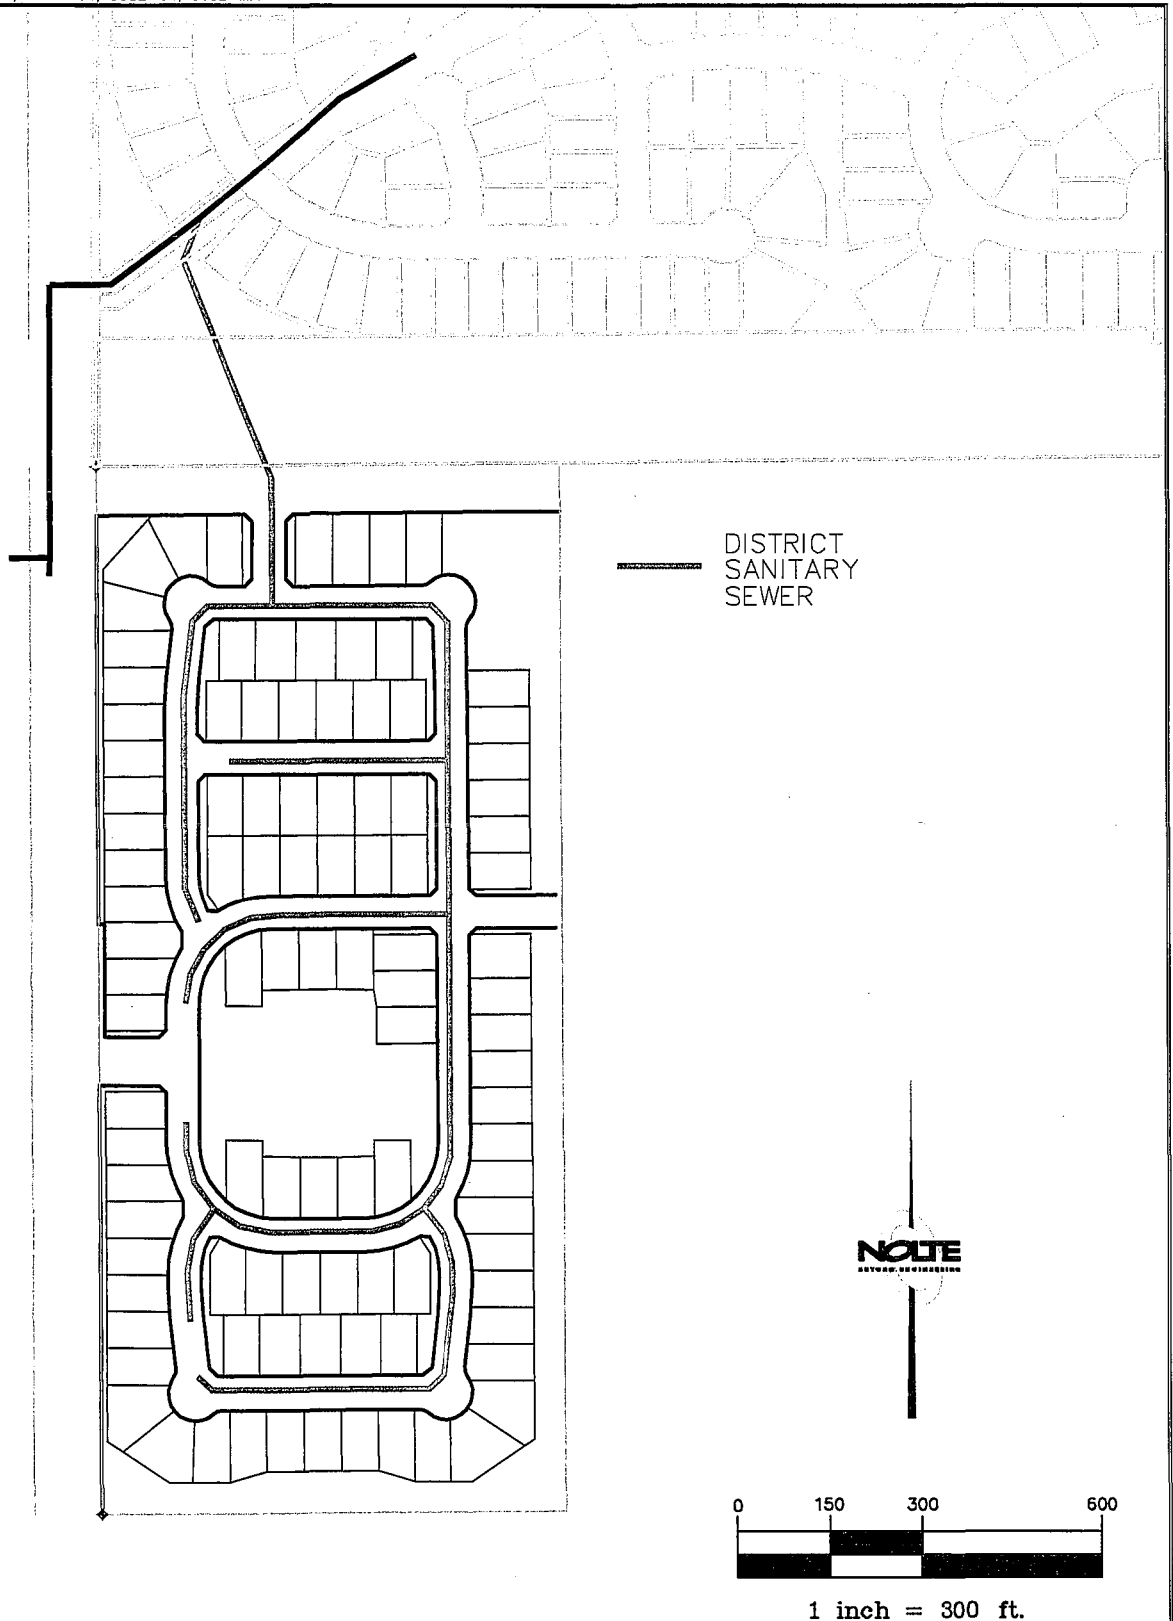 DISTRICT
SANITARY
SEWER
NOLTE
0 150 300 600
1 inch = 300 ft.